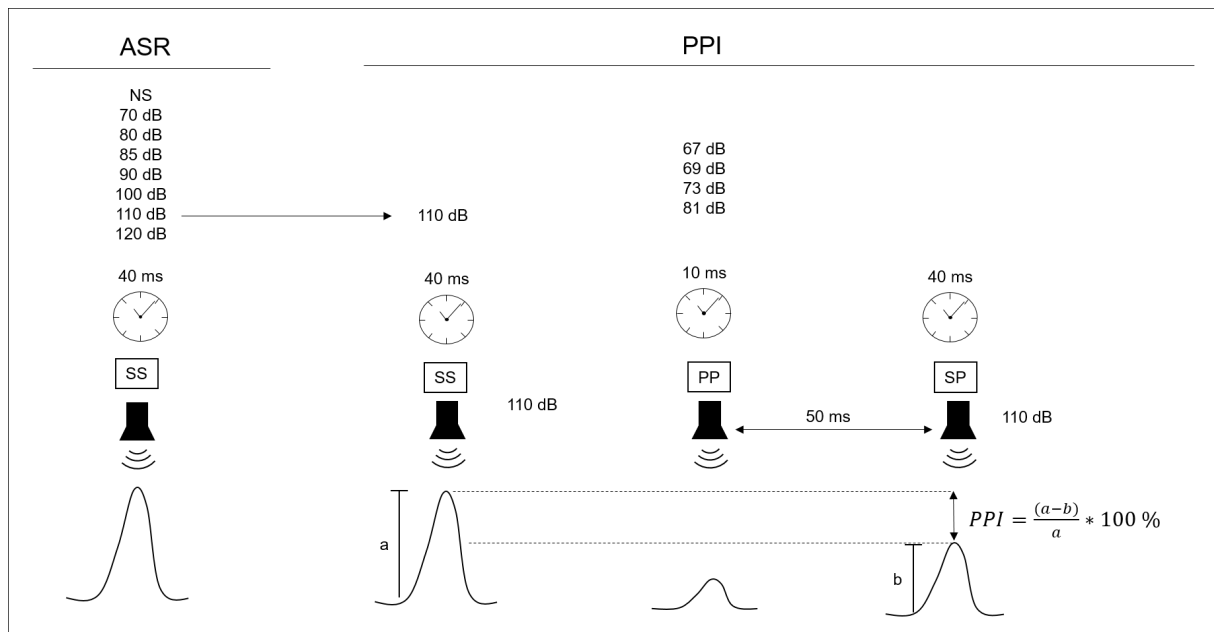 ASR
PPI
NS
70 dB
80 dB
85 dB
90 dB
100 dB
110 dB
120 dB
110 dB
67 dB
69 dB
73 dB
81 dB
40 ms
40 ms
10 ms
40 ms
SS
SS
PP
SP
110 dB
50 ms
110 dB
a
b
PPI = (a−b)/a * 100 %